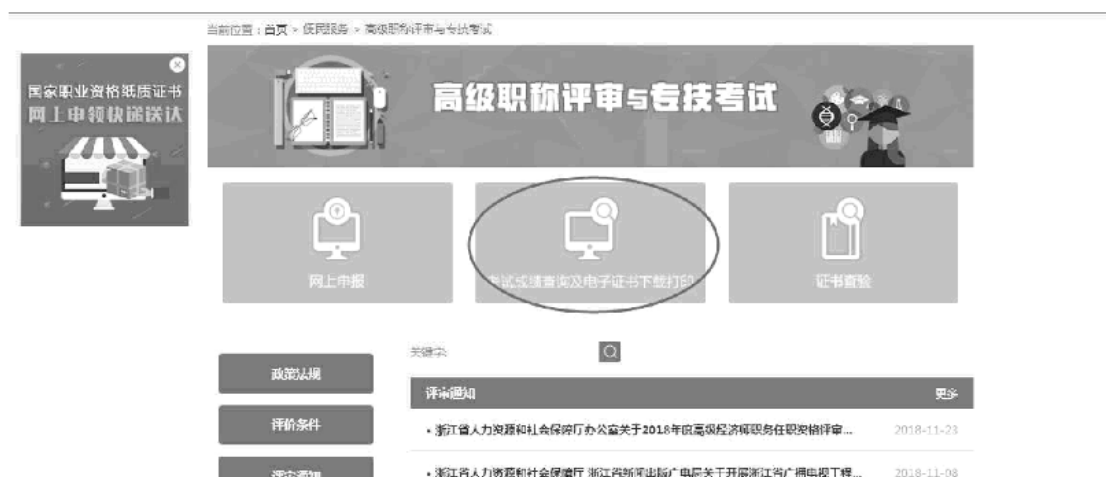 当前位置：首页 > 便民服务 > 高级职称评审与专技考试
国家职业资格纸质证书
网上申领快递送达
高级职称评审与专技考试
网上申报
考试成绩查询及电子证书下载打印
证书查验
关键字:
政策法规
评审通知
更多
评价条件
• 浙江省人力资源和社会保障厅办公室关于2018年度高级经济师职务任职资格评审...
2018-11-23
评审通知
• 浙江省人力资源和社会保障厅 浙江省新闻出版广电局关于开展浙江省广播电视工程...
2018-11-08